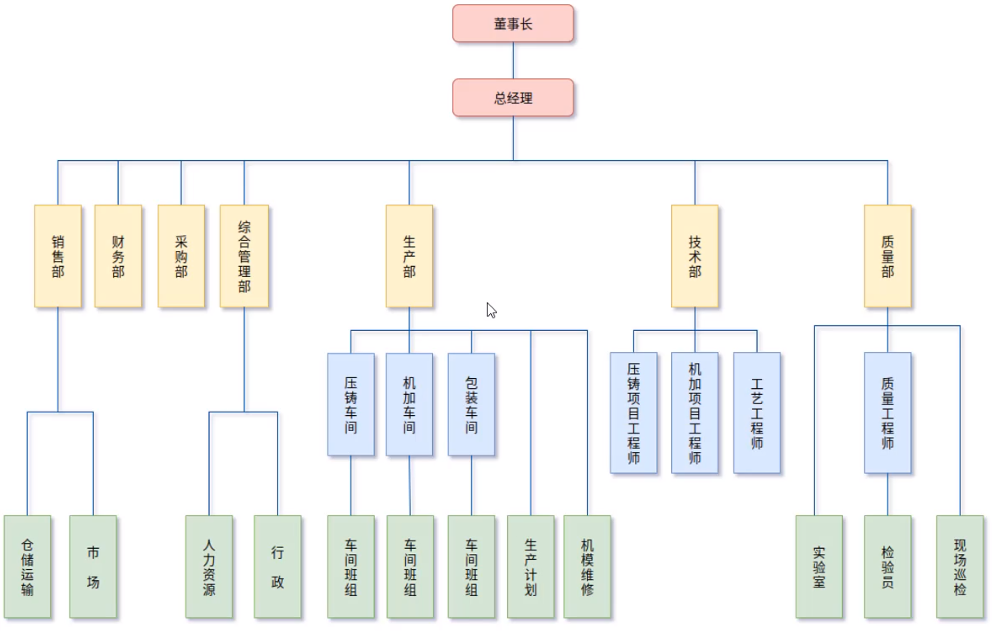 董事长
总经理
销售部
财务部
采购部
综合管理部
生产部
技术部
质量部
压铸车间
机加车间
包装车间
压铸项目工程师
机加项目工程师
工艺工程师
质量工程师
仓储运输
市场
人力资源
行政
车间班组
车间班组
车间班组
生产计划
机模维修
实验室
检验员
现场巡检